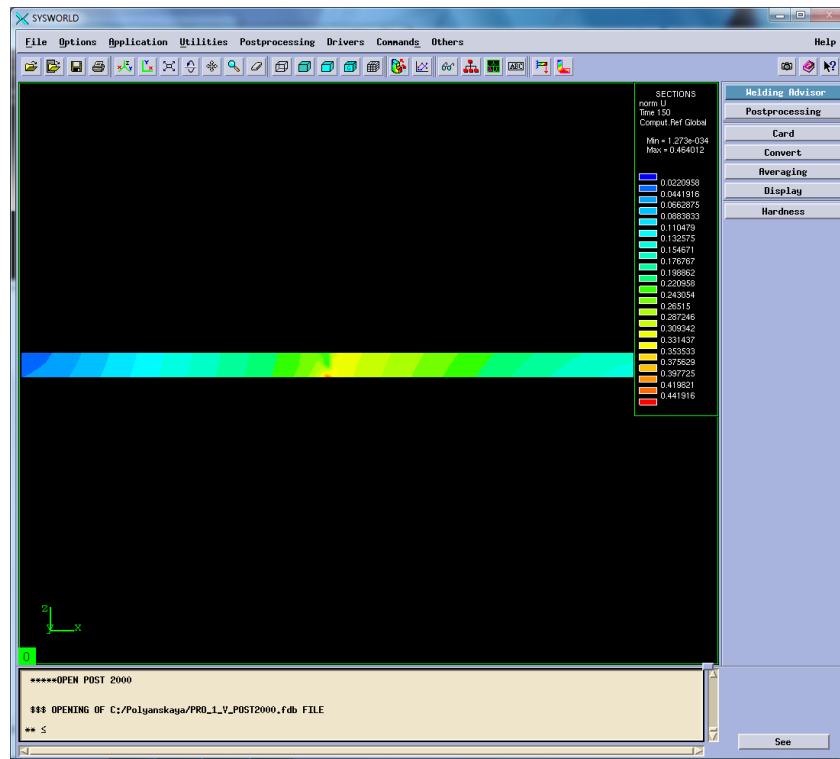 SYSWORLD
File Options Application Utilities Postprocessing Drivers Commands Others Help
SECTIONS
norm U
Time 150
Comput.Ref Global
Min = 1.273e-034
Max = 0.464012
0.0220958
0.0441916
0.0662875
0.0883833
0.110479
0.132575
0.154671
0.176767
0.198862
0.220958
0.243054
0.26515
0.287246
0.309342
0.331437
0.353533
0.375629
0.397725
0.419821
0.441916
Welding Advisor
Postprocessing
Card
Convert
Averaging
Display
Hardness
z
y x
0
*****OPEN POST 2000
$$$ OPENING OF C:/Polyanskaya/PRO_1_V_POST2000.fdb FILE
** ≤
See